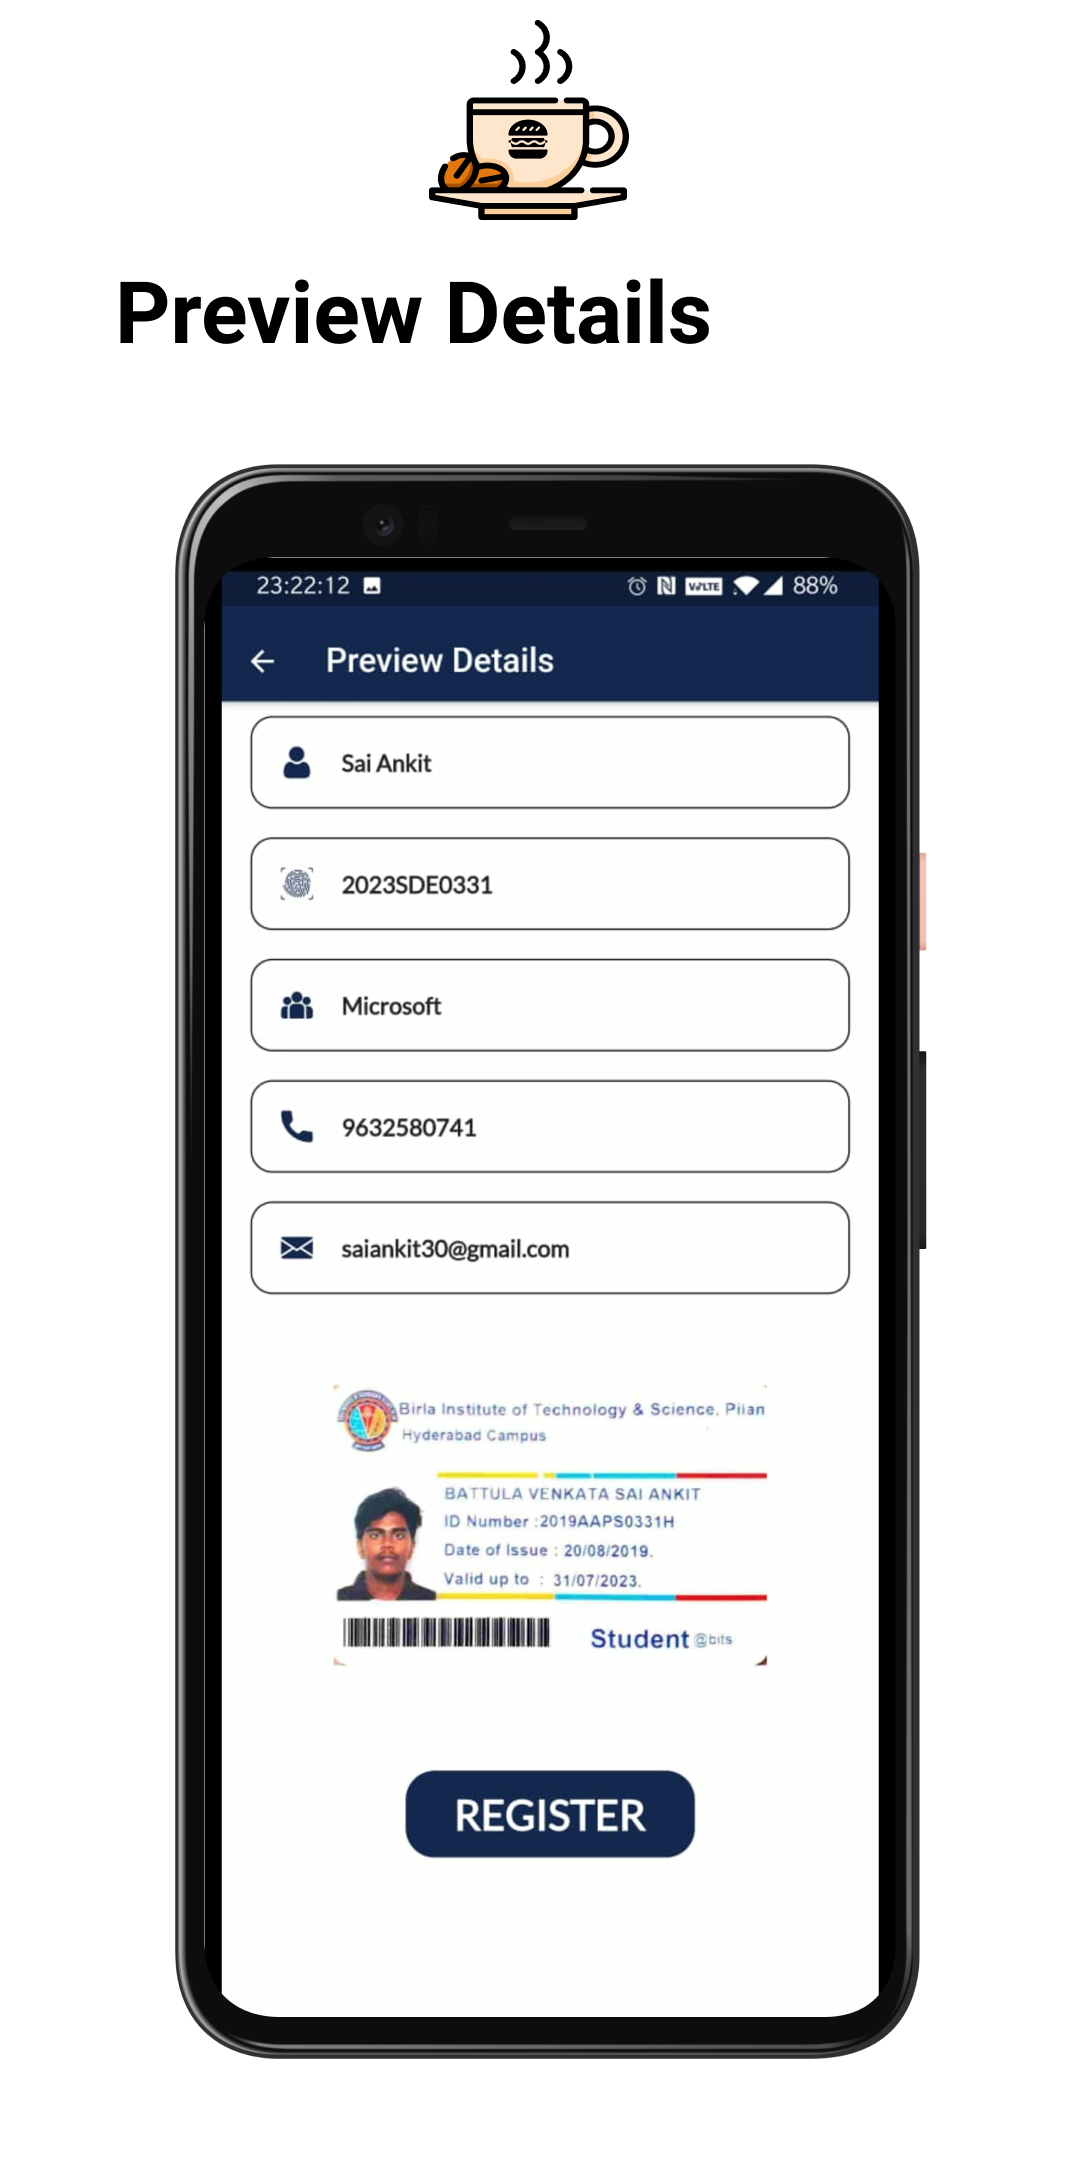 Preview Details
23:22:12 VoLTE 88%
Preview Details
Sai Ankit
2023SDE0331
Microsoft
9632580741
saiankit30@gmail.com
Birla Institute of Technology & Science, Pilan
Hyderabad Campus
BATTULA VENKATA SAI ANKIT
ID Number :2019AAPS0331H
Date of Issue : 20/08/2019.
Valid up to : 31/07/2023.
Student @bits
REGISTER